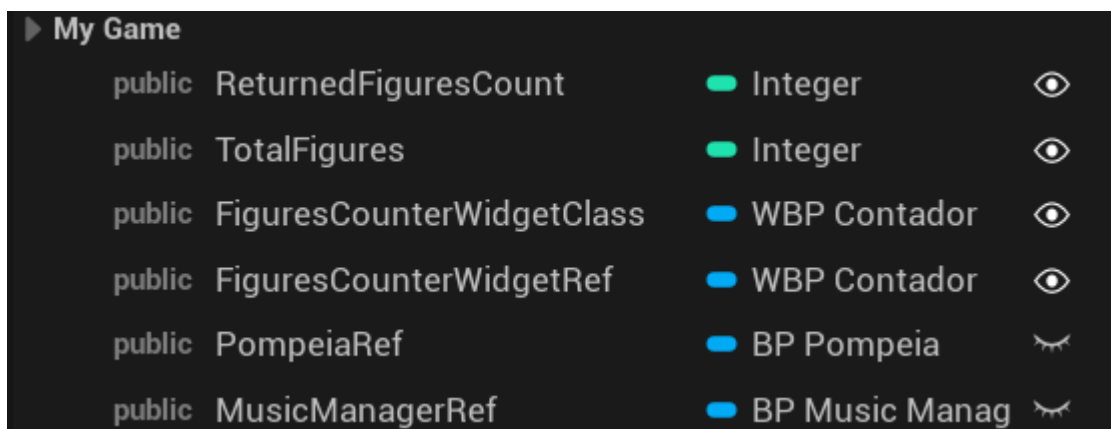 My Game
public ReturnedFiguresCount Integer
public TotalFigures Integer
public FiguresCounterWidgetClass WBP Contador
public FiguresCounterWidgetRef WBP Contador
public PompeiaRef BP Pompeia
public MusicManagerRef BP Music Manag